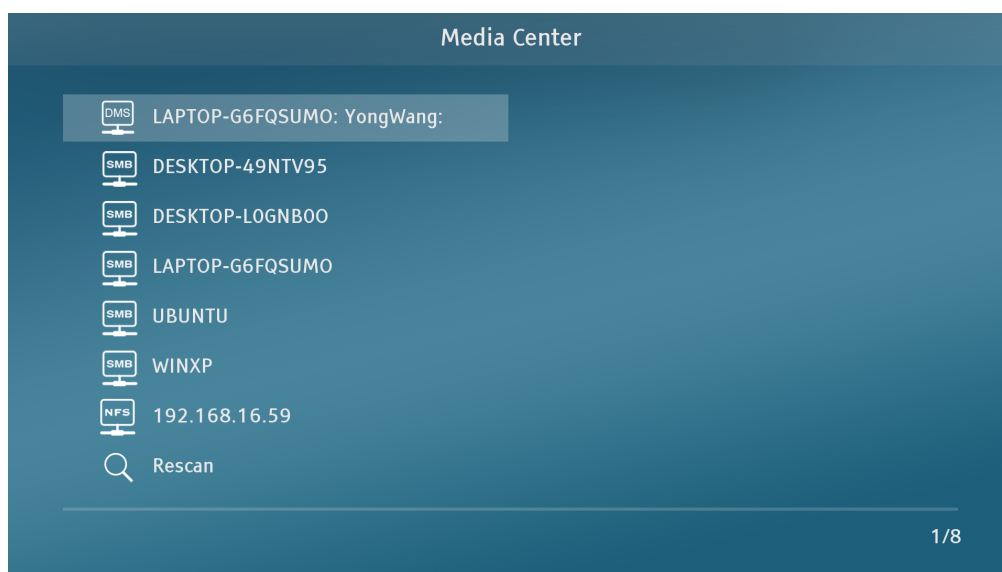 Media Center
DMS LAPTOP-G6FQSUMO: YongWang:
SMB DESKTOP-49NTV95
SMB DESKTOP-L0GNB0O
SMB LAPTOP-G6FQSUMO
SMB UBUNTU
SMB WINXP
NFS 192.168.16.59
Rescan
1/8